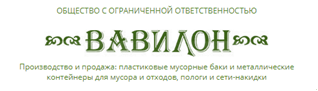 ОБЩЕСТВО С ОГРАНИЧЕННОЙ ОТВЕТСТВЕННОСТЬЮ
ВАВИЛОН
Производство и продажа: пластиковые мусорные баки и металлические
контейнеры для мусора и отходов, пологи и сети-накидки